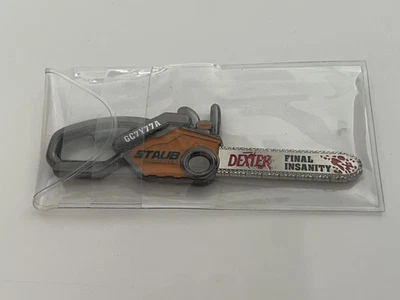 GC7Y77A
STAUB
DEXTER
FINAL
INSANITY